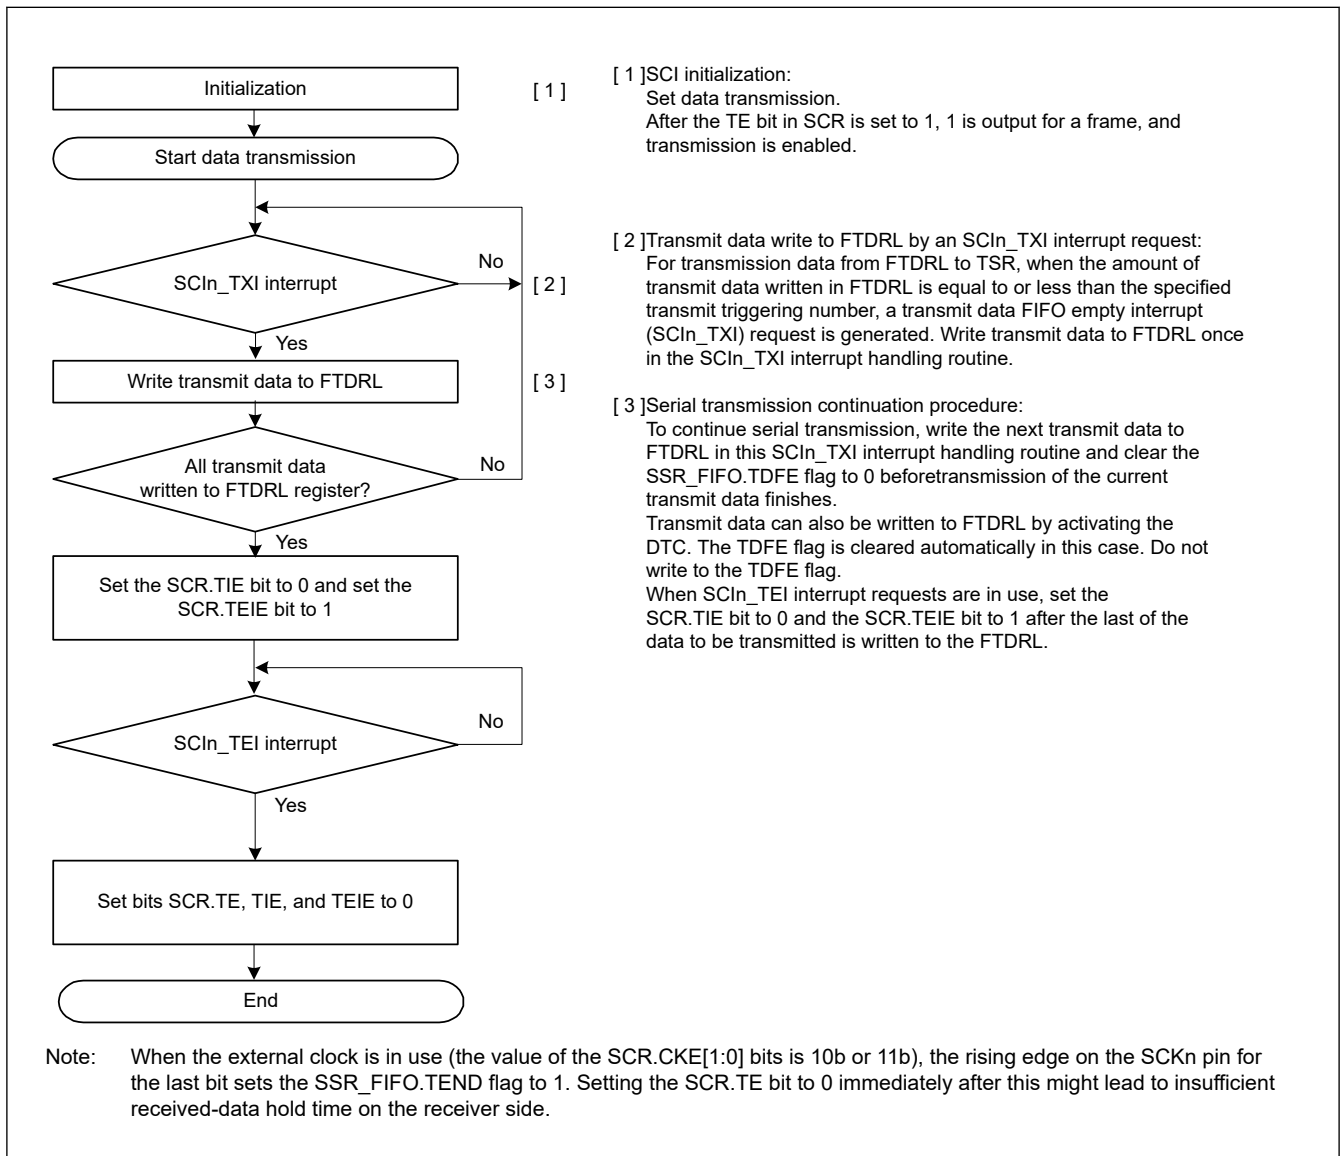 Initialization
[ 1 ]
[ 1 ]SCI initialization:
Set data transmission.
After the TE bit in SCR is set to 1, 1 is output for a frame, and
transmission is enabled.
Start data transmission
SCIn_TXI interrupt
No
[ 2 ]
Yes
[ 2 ]Transmit data write to FTDRL by an SCIn_TXI interrupt request:
For transmission data from FTDRL to TSR, when the amount of
transmit data written in FTDRL is equal to or less than the specified
transmit triggering number, a transmit data FIFO empty interrupt
(SCIn_TXI) request is generated. Write transmit data to FTDRL once
in the SCIn_TXI interrupt handling routine.
Write transmit data to FTDRL
[ 3 ]
All transmit data
written to FTDRL register?
No
Yes
[ 3 ]Serial transmission continuation procedure:
To continue serial transmission, write the next transmit data to
FTDRL in this SCIn_TXI interrupt handling routine and clear the
SSR_FIFO.TDFE flag to 0 beforetransmission of the current
transmit data finishes.
Transmit data can also be written to FTDRL by activating the
DTC. The TDFE flag is cleared automatically in this case. Do not
write to the TDFE flag.
When SCIn_TEI interrupt requests are in use, set the
SCR.TIE bit to 0 and the SCR.TEIE bit to 1 after the last of the
data to be transmitted is written to the FTDRL.
Set the SCR.TIE bit to 0 and set the
SCR.TEIE bit to 1
SCIn_TEI interrupt
No
Yes
Set bits SCR.TE, TIE, and TEIE to 0
End
Note: When the external clock is in use (the value of the SCR.CKE[1:0] bits is 10b or 11b), the rising edge on the SCKn pin for
the last bit sets the SSR_FIFO.TEND flag to 1. Setting the SCR.TE bit to 0 immediately after this might lead to insufficient
received-data hold time on the receiver side.